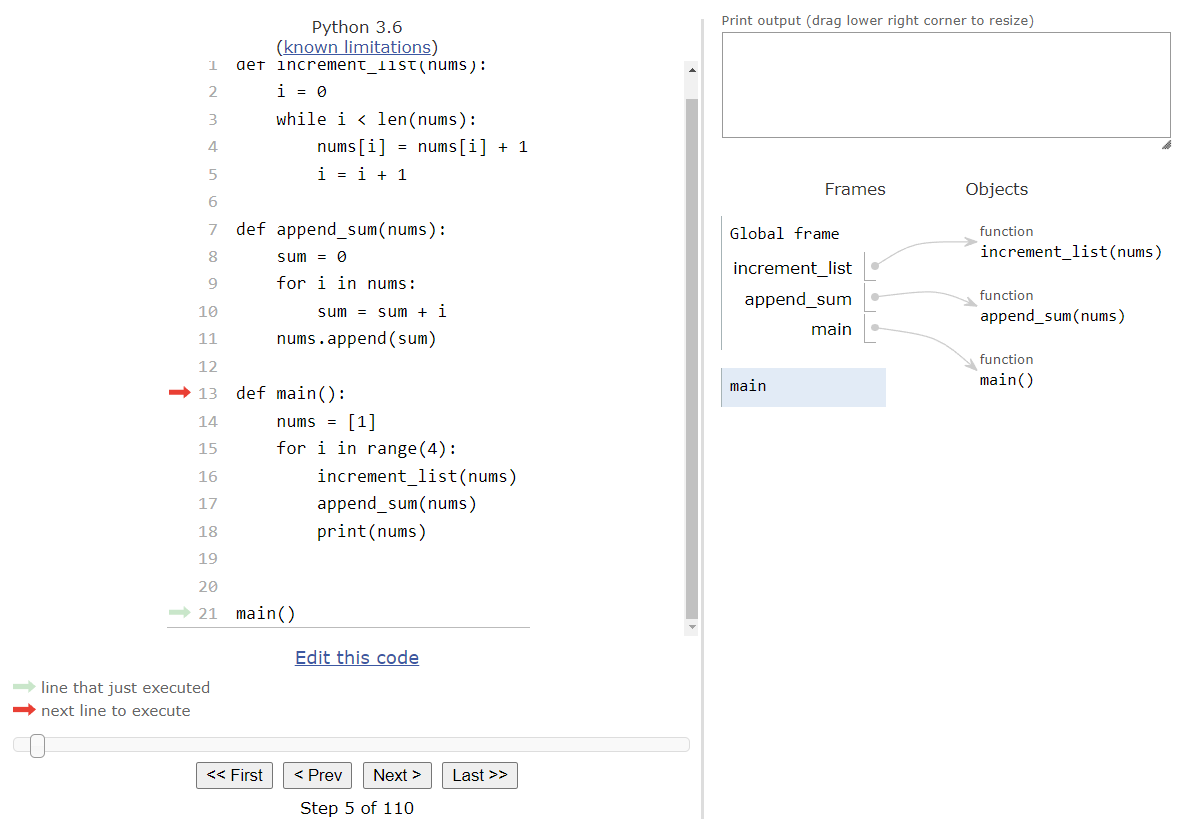 Python 3.6
(known limitations)
1 def increment_list(nums):
2 i = 0
3 while i < len(nums):
4 nums[i] = nums[i] + 1
5 i = i + 1
6
7 def append_sum(nums):
8 sum = 0
9 for i in nums:
10 sum = sum + i
11 nums.append(sum)
12
13 def main():
14 nums = [1]
15 for i in range(4):
16 increment_list(nums)
17 append_sum(nums)
18 print(nums)
19
20
21 main()
Edit this code
line that just executed
next line to execute
<< First < Prev Next > Last >>
Step 5 of 110
Print output (drag lower right corner to resize)
Frames Objects
Global frame
increment_list
append_sum
main
main
function
increment_list(nums)
function
append_sum(nums)
function
main()